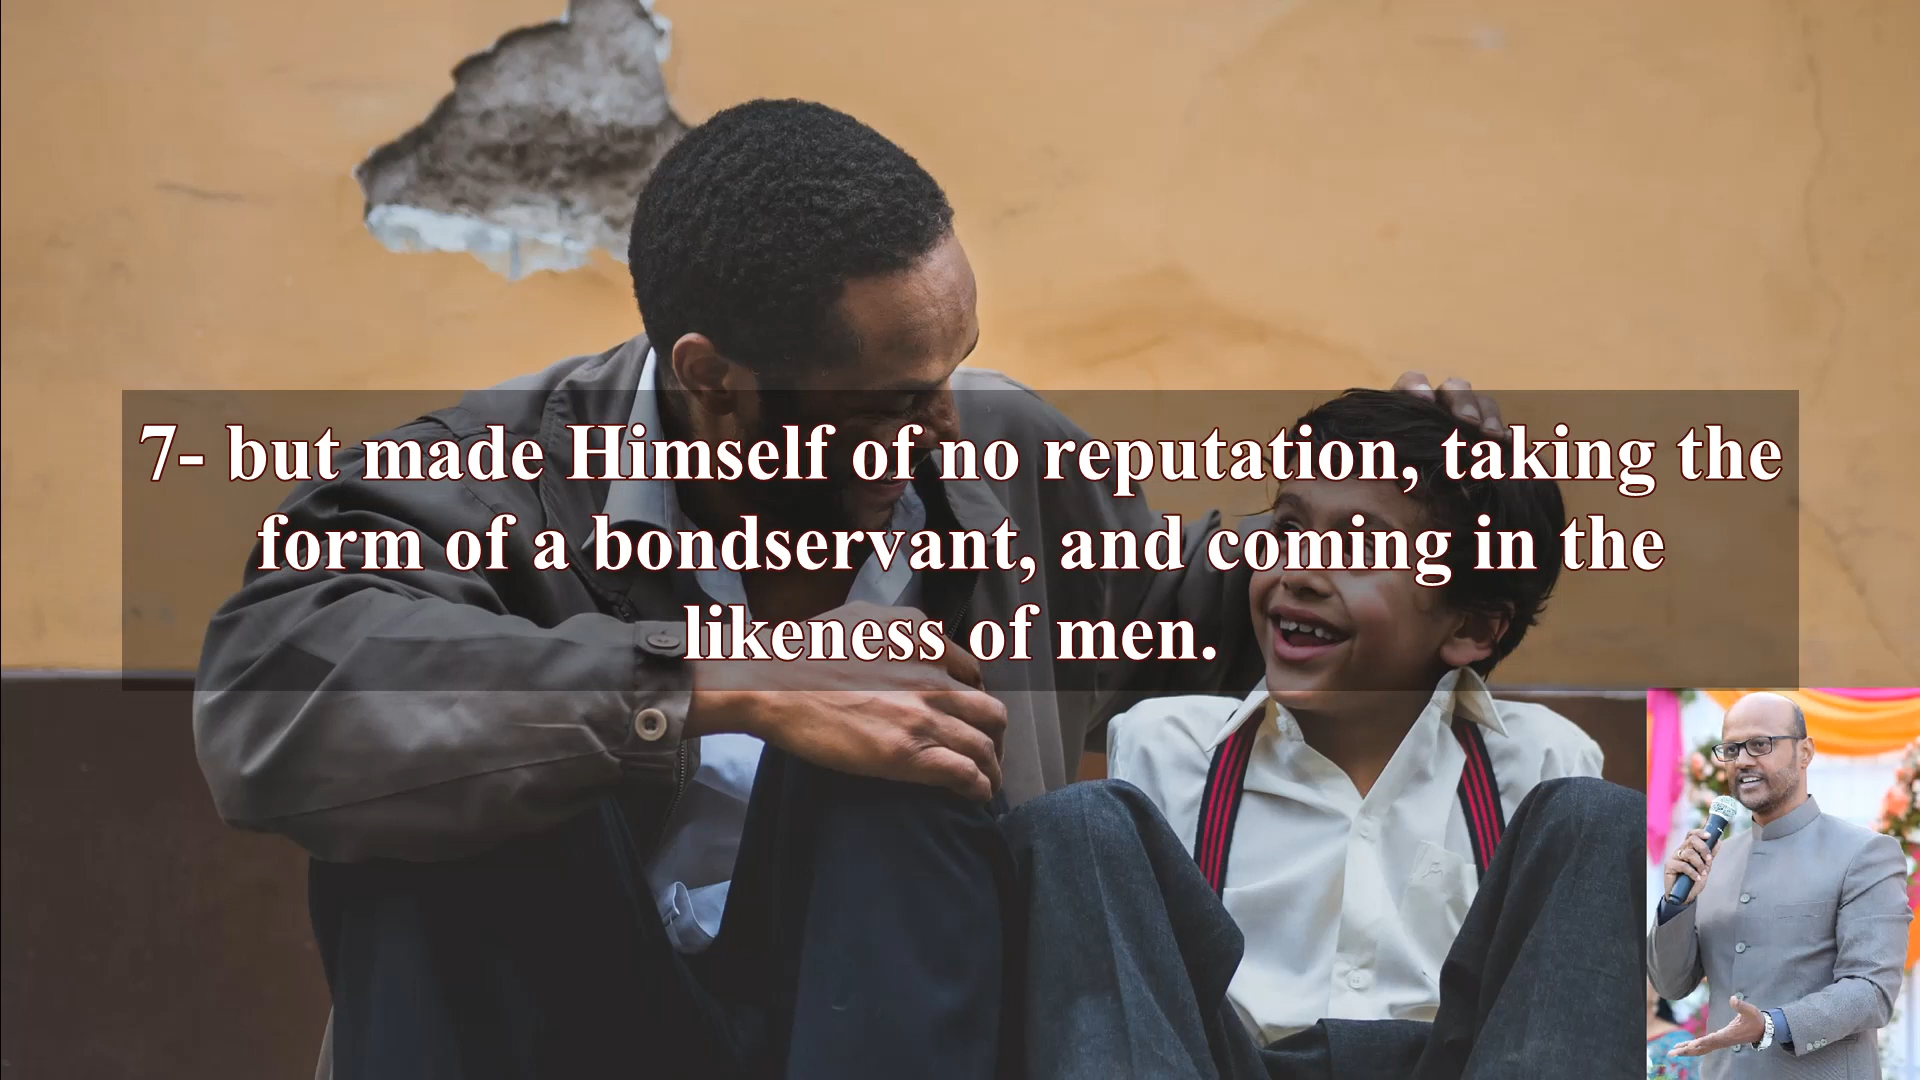 7- but made Himself of no reputation, taking the
form of a bondservant, and coming in the
likeness of men.